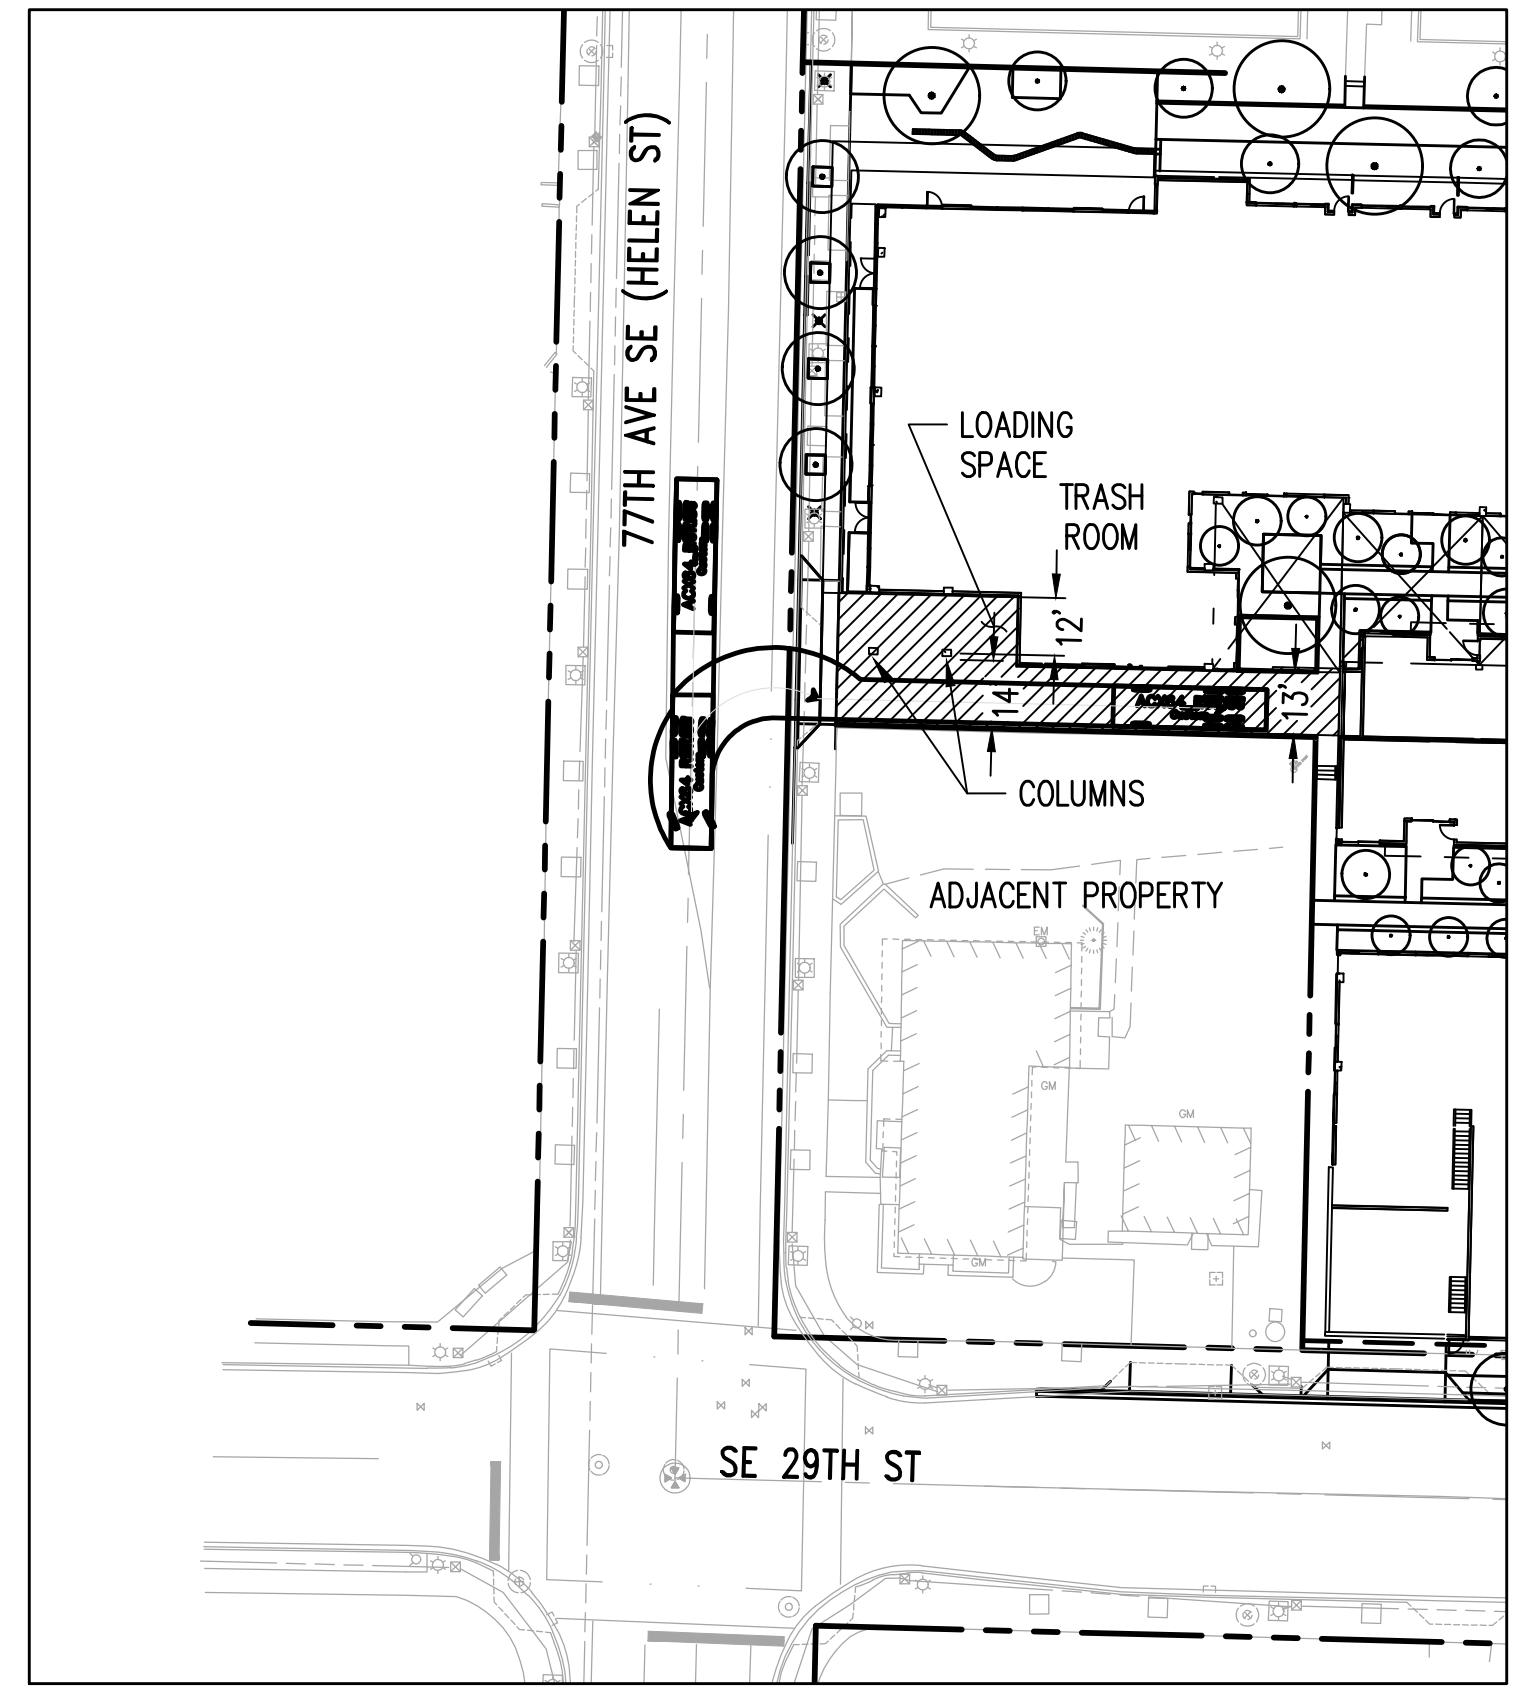 77TH AVE SE (HELEN ST)
LOADING
SPACE
TRASH
ROOM
12'
14'
13'
COLUMNS
ADJACENT PROPERTY
EM
GM
GM
GM
SE 29TH ST